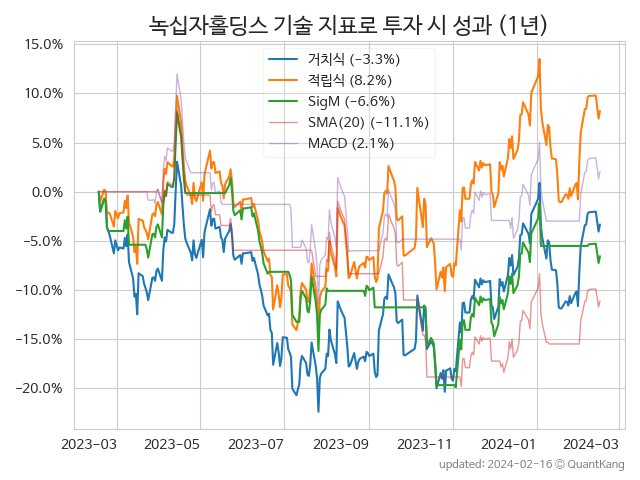 녹십자홀딩스 기술 지표로 투자 시 성과 (1년)
15.0%
10.0%
5.0%
0.0%
−5.0%
−10.0%
−15.0%
−20.0%
거치식 (−3.3%)
적립식 (8.2%)
SigM (−6.6%)
SMA(20) (−11.1%)
MACD (2.1%)
2023-03 2023-05 2023-07 2023-09 2023-11 2024-01 2024-03
updated: 2024-02-16 © QuantKang